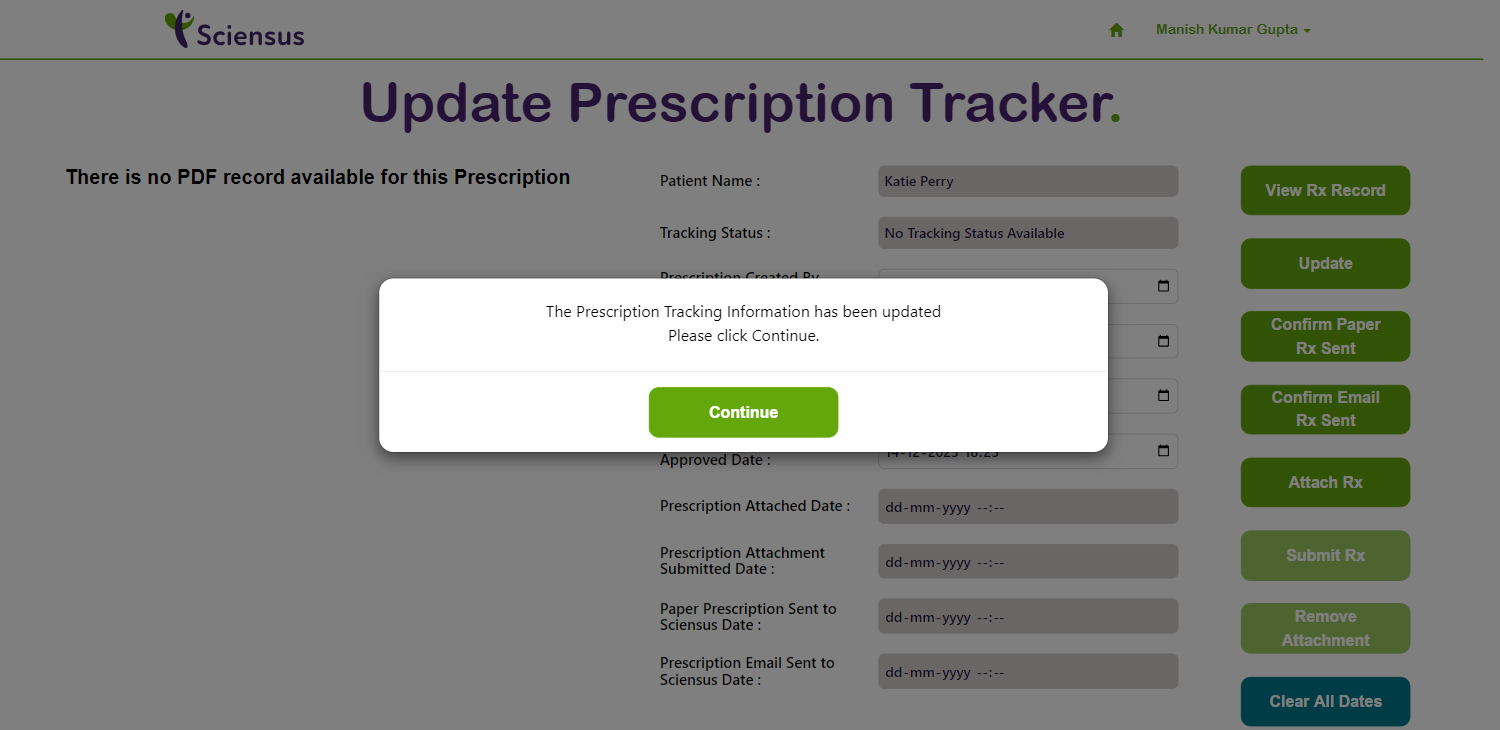 Sciensus
Manish Kumar Gupta
Update Prescription Tracker.
There is no PDF record available for this Prescription
Patient Name :
Katie Perry
Tracking Status :
No Tracking Status Available
Prescription Created By
The Prescription Tracking Information has been updated
Please click Continue.
Continue
Approved Date :
14-12-2023 16:23
Prescription Attached Date :
dd-mm-yyyy --:--
Prescription Attachment
Submitted Date :
dd-mm-yyyy --:--
Paper Prescription Sent to
Sciensus Date :
dd-mm-yyyy --:--
Prescription Email Sent to
Sciensus Date :
dd-mm-yyyy --:--
View Rx Record
Update
Confirm Paper
Rx Sent
Confirm Email
Rx Sent
Attach Rx
Submit Rx
Remove
Attachment
Clear All Dates